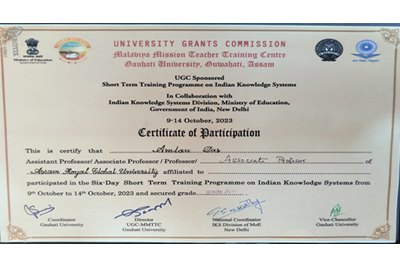 UNIVERSITY GRANTS COMMISSION
Malaviya Mission Teacher Training Centre
Gauhati University, Guwahati, Assam
UGC Sponsored
Short Term Training Programme on Indian Knowledge Systems
In Collaboration with
Indian Knowledge Systems Division, Ministry of Education,
Government of India, New Delhi
9-14 October, 2023
Certificate of Participation
This is certify that Amlan Das
Assistant Professor/ Associate Professor / Professor/ Associate Professor of
Assam Royal Global University affiliated to
participated in the Six-Day Short Term Training Programme on Indian Knowledge Systems from
9th October to 14th October, 2023 and secured grade
Coordinator
Gauhati University
Director
UGC-MMTTC
Gauhati University
National Coordinator
IKS Division of MoE
New Delhi
Vice-Chancellor
Gauhati University